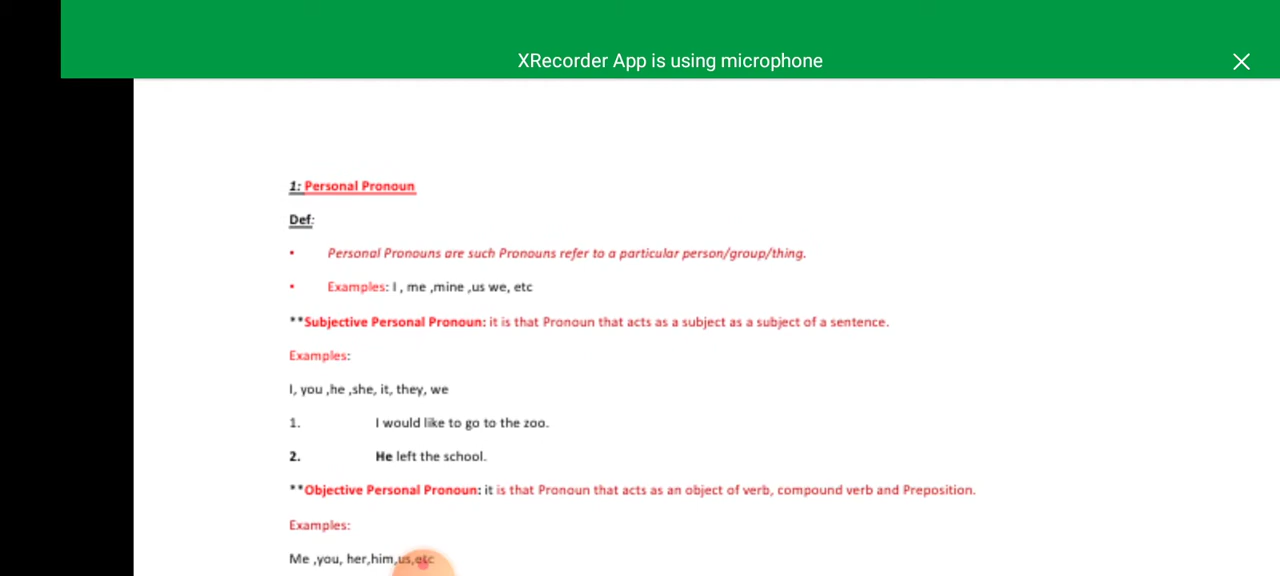 XRecorder App is using microphone
1: Personal Pronoun
Def:
• Personal Pronouns are such Pronouns refer to a particular person/group/thing.
• Examples: I , me ,mine ,us we, etc
**Subjective Personal Pronoun: it is that Pronoun that acts as a subject as a subject of a sentence.
Examples:
I, you ,he ,she, it, they, we
1. I would like to go to the zoo.
2. He left the school.
**Objective Personal Pronoun: it is that Pronoun that acts as an object of verb, compound verb and Preposition.
Examples:
Me ,you, her,him,us,etc